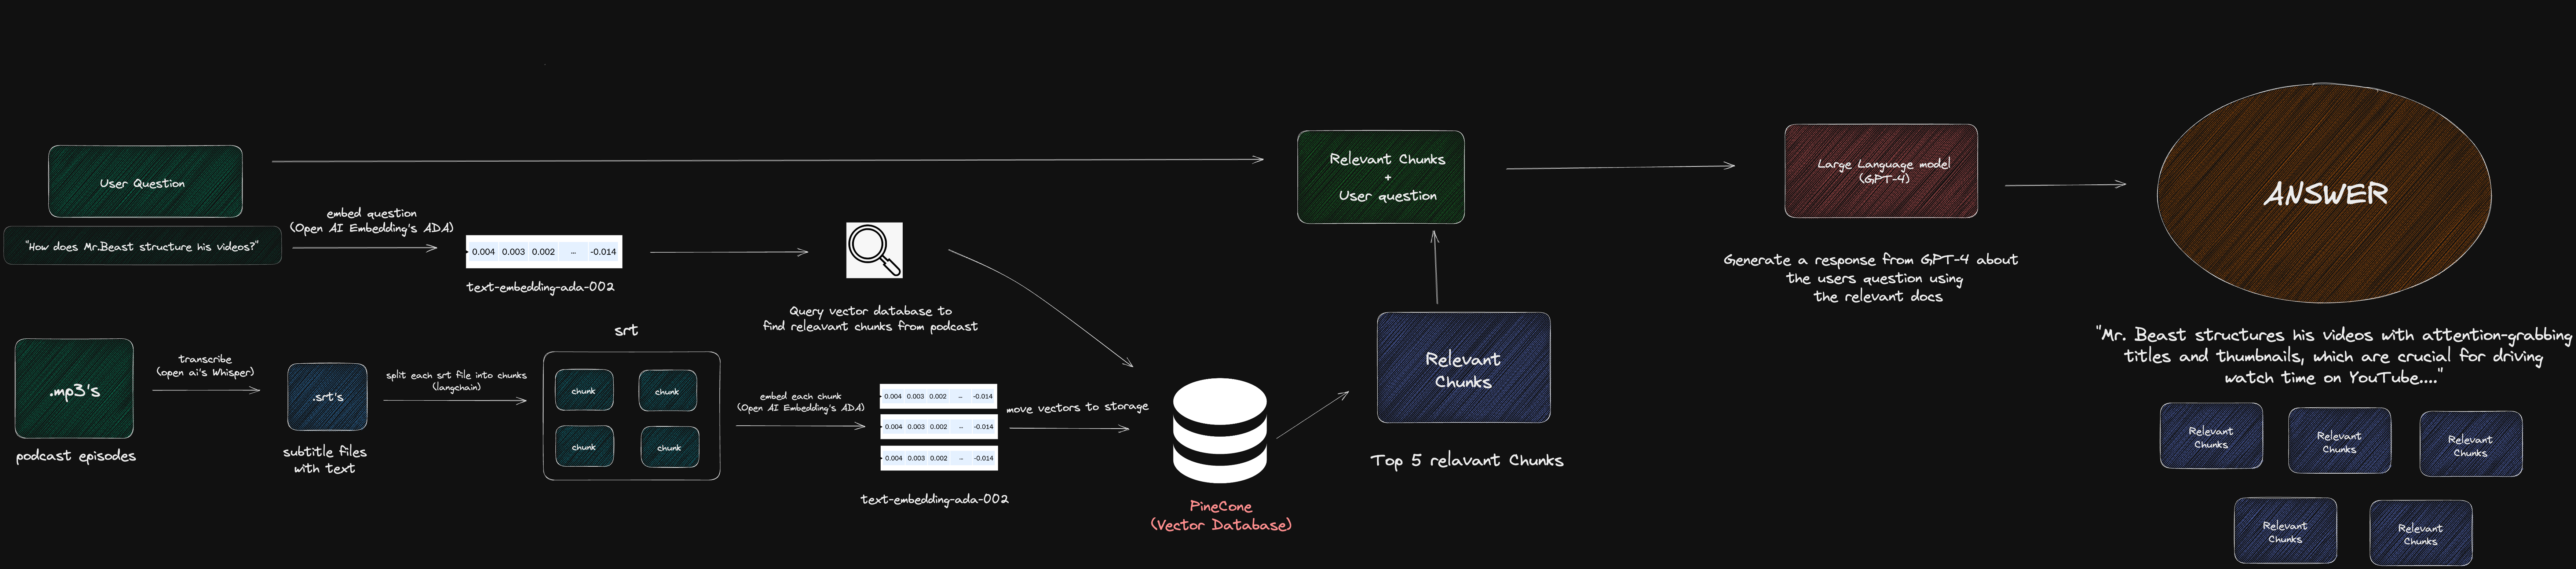 User Question
"How does Mr.Beast structure his videos?"
embed question
(Open AI Embedding's ADA)
0.004 0.003 0.002 ... -0.014
text-embedding-ada-002
Query vector database to
find releavant chunks from podcast
.mp3's
podcast episodes
transcribe
(open ai's Whisper)
.srt's
subtitle files
with text
split each srt file into chunks
(langchain)
srt
chunk
chunk
chunk
chunk
embed each chunk
(Open AI Embedding's ADA)
0.004 0.003 0.002 ... -0.014
0.004 0.003 0.002 ... -0.014
0.004 0.003 0.002 ... -0.014
text-embedding-ada-002
move vectors to storage
PineCone
(Vector Database)
Relevant
Chunks
Top 5 relavant Chunks
Relevant Chunks
+
User question
Large Language model
(GPT-4)
Generate a response from GPT-4 about
the users question using
the relevant docs
ANSWER
"Mr. Beast structures his videos with attention-grabbing
titles and thumbnails, which are crucial for driving
watch time on YouTube...."
Relevant
Chunks
Relevant
Chunks
Relevant
Chunks
Relevant
Chunks
Relevant
Chunks